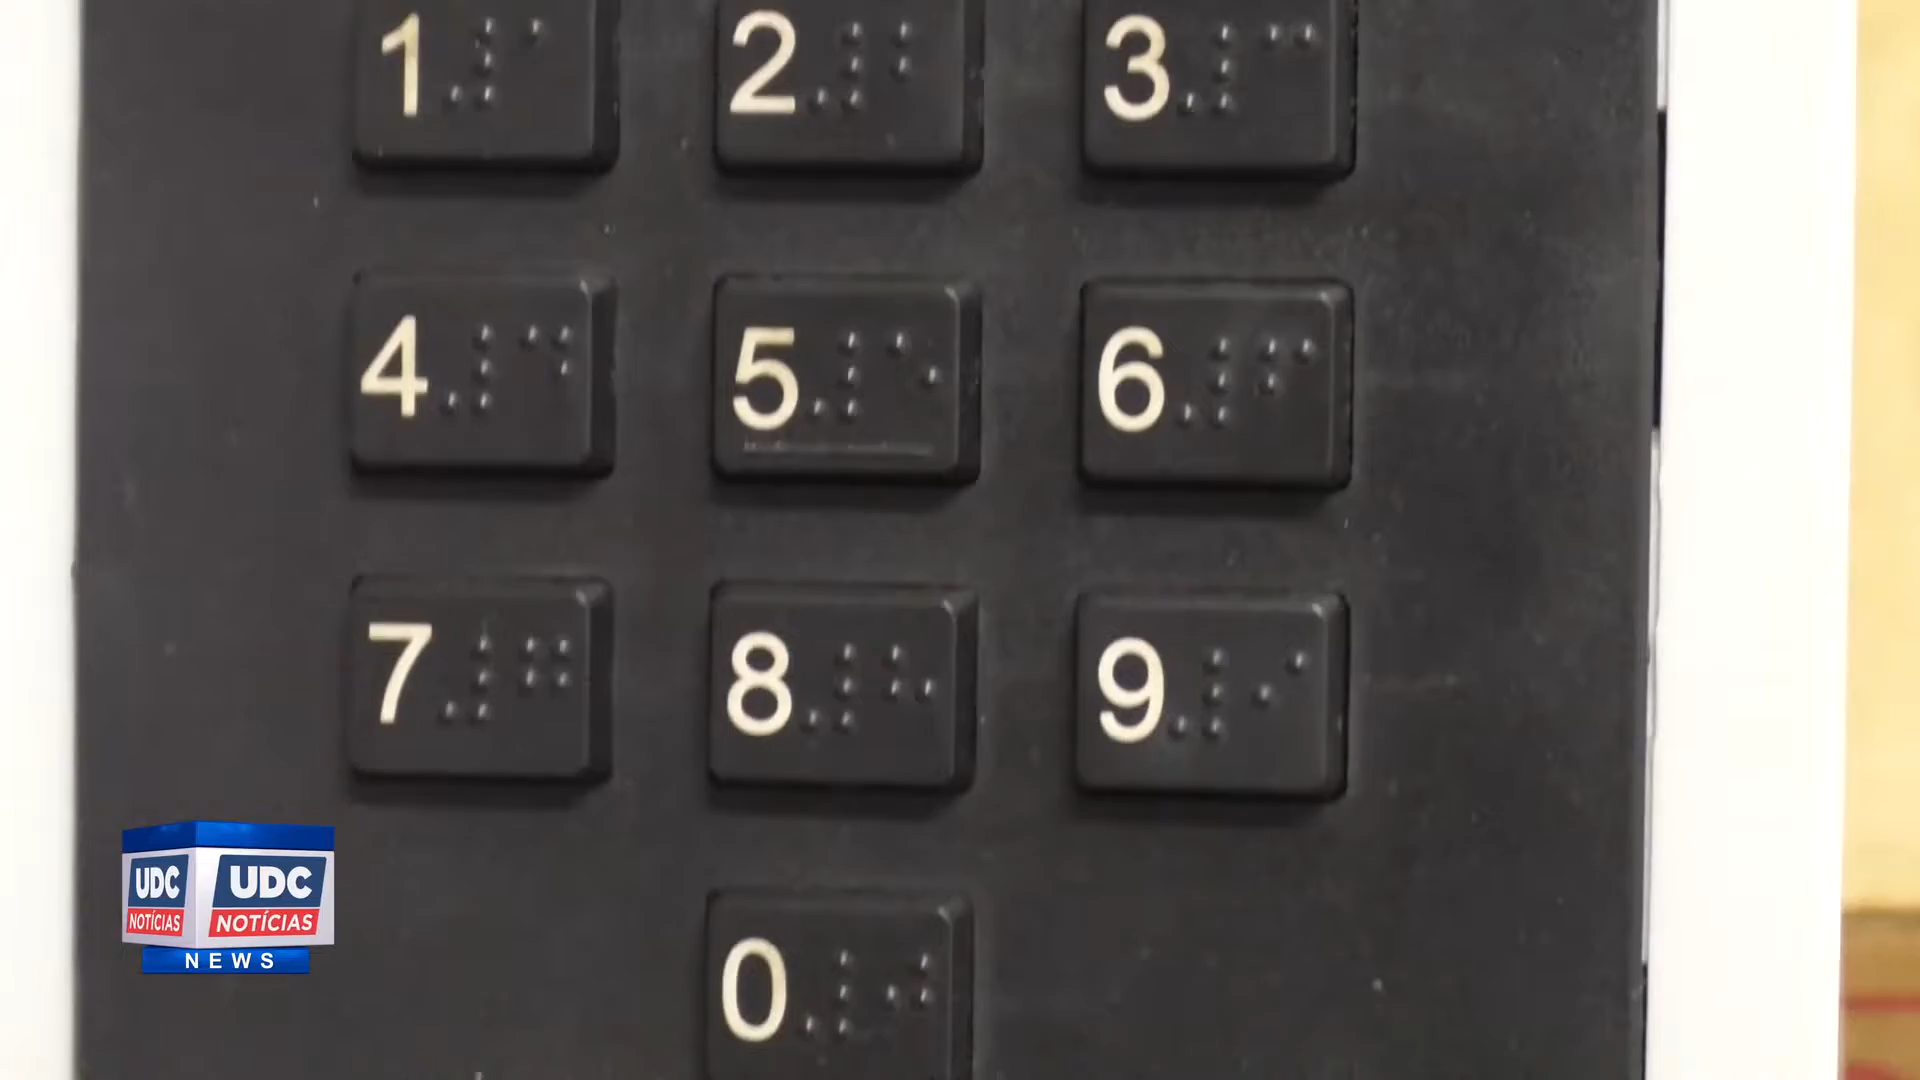 1 ⠼⠁ 2 ⠼⠃ 3 ⠼⠉
4 ⠼⠙ 5 ⠼⠑ 6 ⠼⠋
7 ⠼⠛ 8 ⠼⠓ 9 ⠼⠊
0 ⠼⠚
UDC UDC
NOTÍCIAS NOTÍCIAS
NEWS